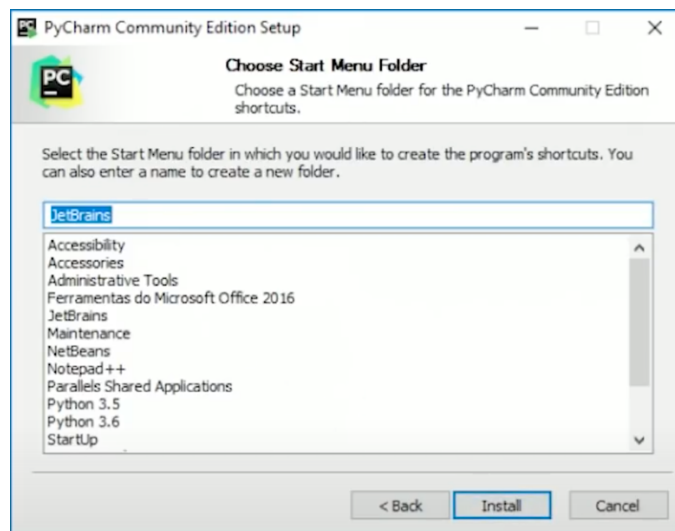 PyCharm Community Edition Setup
PC
Choose Start Menu Folder
Choose a Start Menu folder for the PyCharm Community Edition
shortcuts.
Select the Start Menu folder in which you would like to create the program's shortcuts. You
can also enter a name to create a new folder.
JetBrains
Accessibility
Accessories
Administrative Tools
Ferramentas do Microsoft Office 2016
JetBrains
Maintenance
NetBeans
Notepad++
Parallels Shared Applications
Python 3.5
Python 3.6
StartUp
< Back Install Cancel